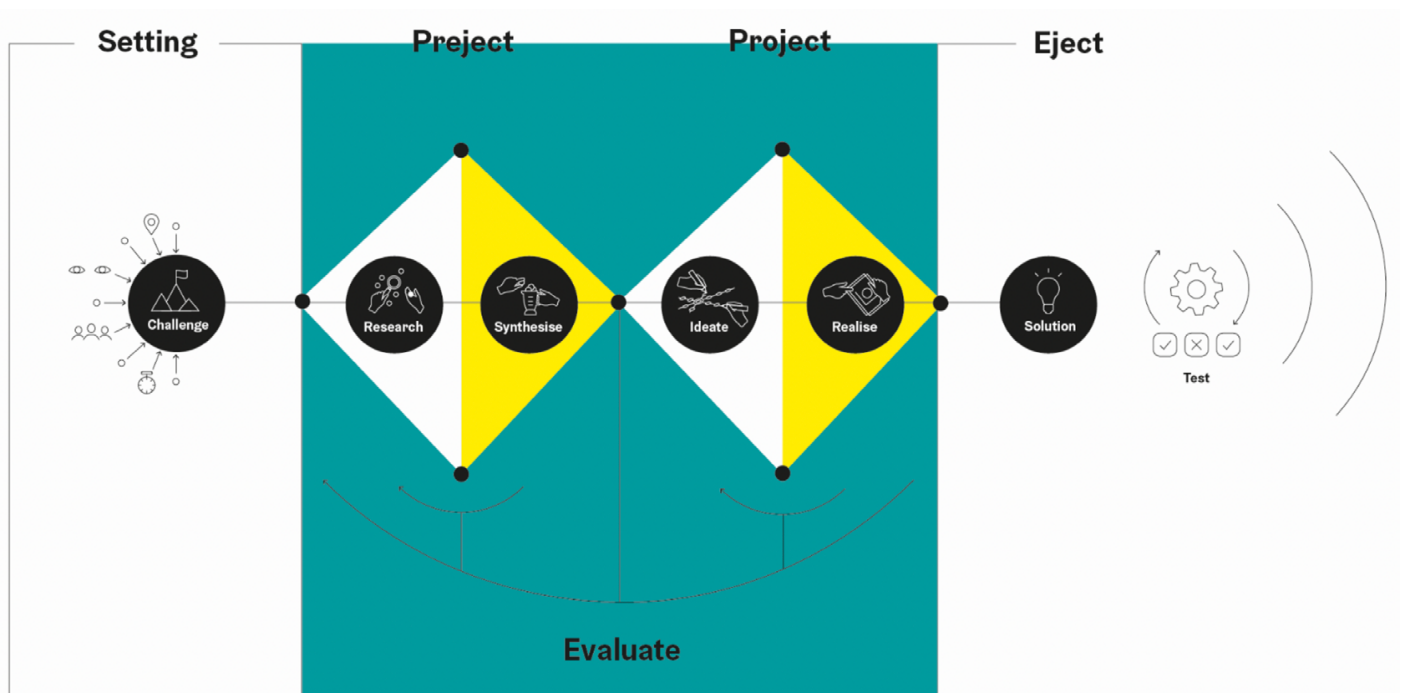 Setting
Preject
Project
Eject
Challenge
Research
Synthesise
Ideate
Realise
Solution
Test
Evaluate